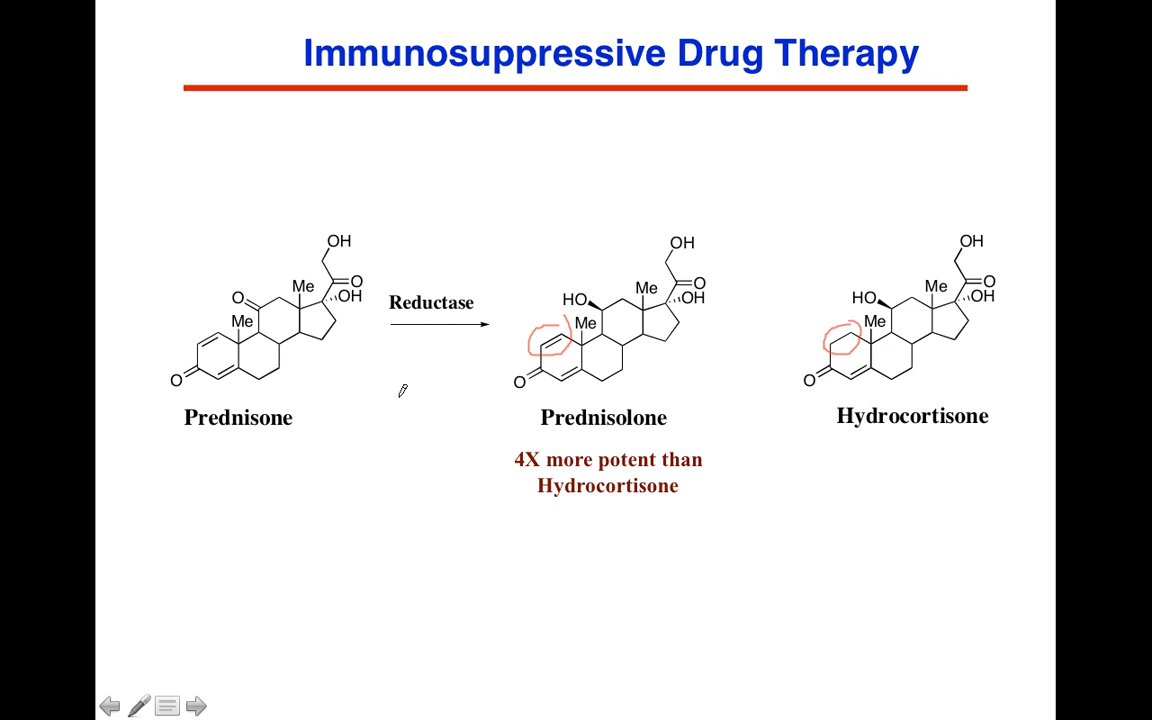 Immunosuppressive Drug Therapy
OH
Me
O
O
OH
Me
O
Prednisone
Reductase
OH
Me
O
HO
OH
Me
O
Prednisolone
4X more potent than
Hydrocortisone
OH
Me
O
HO
OH
Me
O
Hydrocortisone